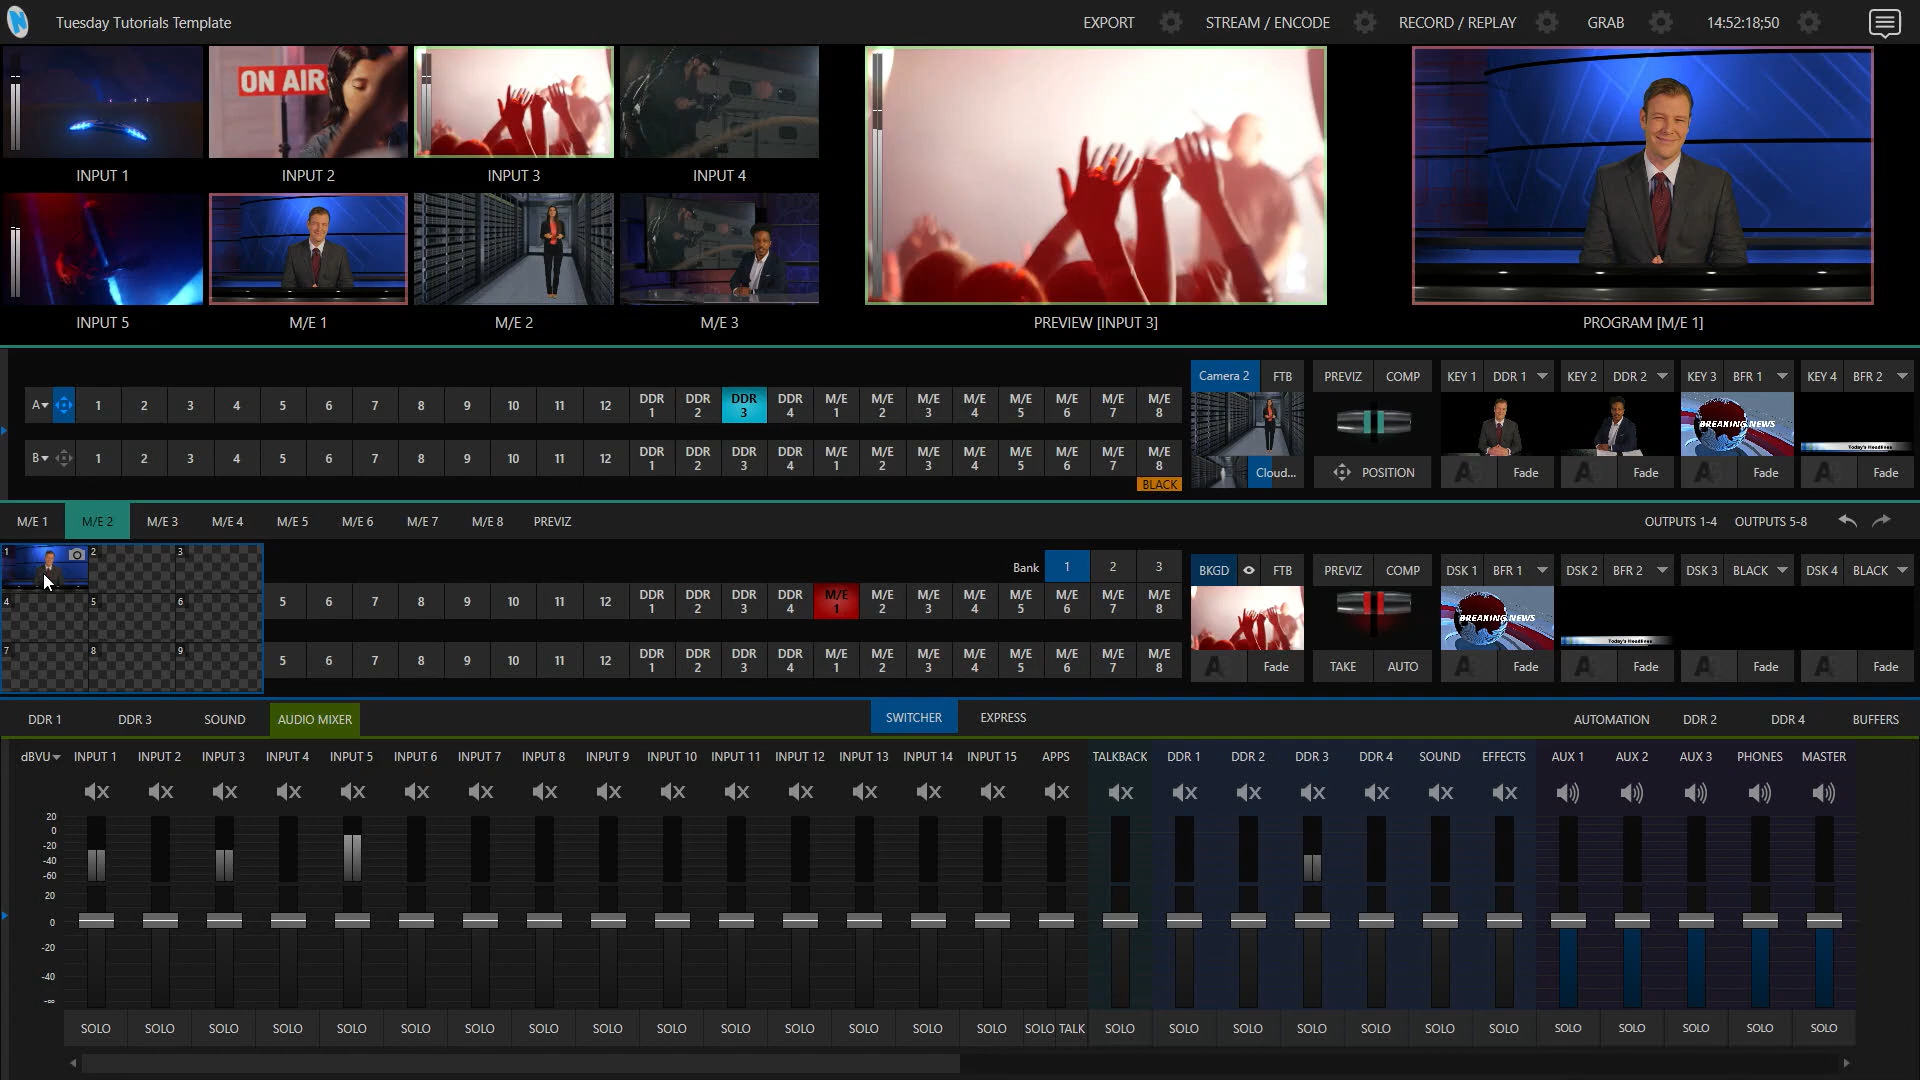 Tuesday Tutorials Template
EXPORT STREAM / ENCODE RECORD / REPLAY GRAB 14:52:18;50
ON AIR
INPUT 1 INPUT 2 INPUT 3 INPUT 4
INPUT 5 M/E 1 M/E 2 M/E 3
PREVIEW [INPUT 3] PROGRAM [M/E 1]
A 1 2 3 4 5 6 7 8 9 10 11 12 DDR 1 DDR 2 DDR 3 DDR 4 M/E 1 M/E 2 M/E 3 M/E 4 M/E 5 M/E 6 M/E 7 M/E 8
B 1 2 3 4 5 6 7 8 9 10 11 12 DDR 1 DDR 2 DDR 3 DDR 4 M/E 1 M/E 2 M/E 3 M/E 4 M/E 5 M/E 6 M/E 7 M/E 8
BLACK
Camera 2 FTB PREVIZ COMP KEY 1 DDR 1 KEY 2 DDR 2 KEY 3 BFR 1 KEY 4 BFR 2
BREAKING NEWS Today's Headlines
Cloud... POSITION Fade Fade Fade Fade
M/E 1 M/E 2 M/E 3 M/E 4 M/E 5 M/E 6 M/E 7 M/E 8 PREVIZ OUTPUTS 1-4 OUTPUTS 5-8
1 2 3
4 5 6
7 8 9
Bank 1 2 3
5 6 7 8 9 10 11 12 DDR 1 DDR 2 DDR 3 DDR 4 M/E 1 M/E 2 M/E 3 M/E 4 M/E 5 M/E 6 M/E 7 M/E 8
5 6 7 8 9 10 11 12 DDR 1 DDR 2 DDR 3 DDR 4 M/E 1 M/E 2 M/E 3 M/E 4 M/E 5 M/E 6 M/E 7 M/E 8
BKGD FTB PREVIZ COMP DSK 1 BFR 1 DSK 2 BFR 2 DSK 3 BLACK DSK 4 BLACK
BREAKING NEWS Today's Headlines
Fade TAKE AUTO Fade Fade Fade Fade
DDR 1 DDR 3 SOUND AUDIO MIXER SWITCHER EXPRESS AUTOMATION DDR 2 DDR 4 BUFFERS
dBVU INPUT 1 INPUT 2 INPUT 3 INPUT 4 INPUT 5 INPUT 6 INPUT 7 INPUT 8 INPUT 9 INPUT 10 INPUT 11 INPUT 12 INPUT 13 INPUT 14 INPUT 15 APPS TALKBACK DDR 1 DDR 2 DDR 3 DDR 4 SOUND EFFECTS AUX 1 AUX 2 AUX 3 PHONES MASTER
20
0
-20
-40
-60
20
0
-20
-40
-∞
SOLO SOLO SOLO SOLO SOLO SOLO SOLO SOLO SOLO SOLO SOLO SOLO SOLO SOLO SOLO SOLO TALK SOLO SOLO SOLO SOLO SOLO SOLO SOLO SOLO SOLO SOLO SOLO SOLO